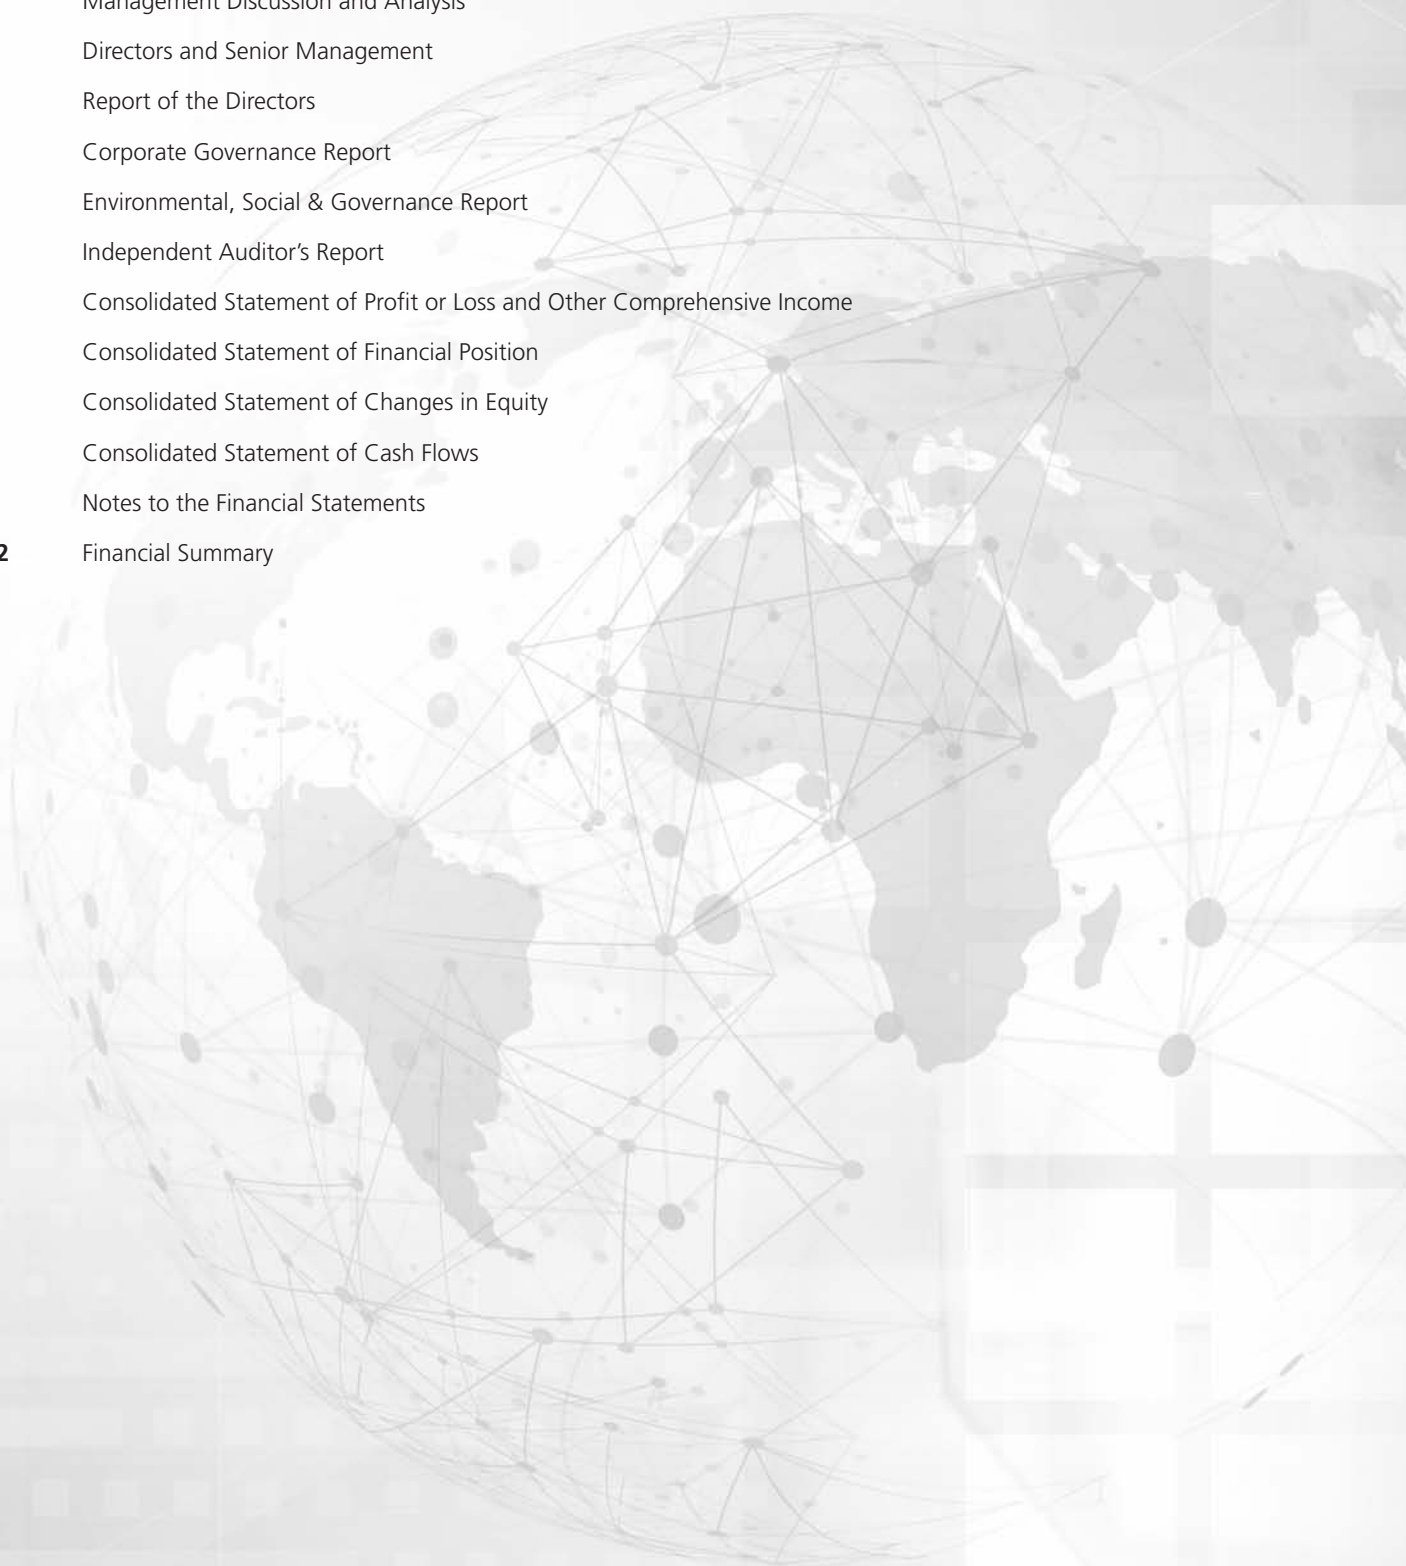 Management Discussion and Analysis
Directors and Senior Management
Report of the Directors
Corporate Governance Report
Environmental, Social & Governance Report
Independent Auditor’s Report
Consolidated Statement of Profit or Loss and Other Comprehensive Income
Consolidated Statement of Financial Position
Consolidated Statement of Changes in Equity
Consolidated Statement of Cash Flows
Notes to the Financial Statements
2 Financial Summary